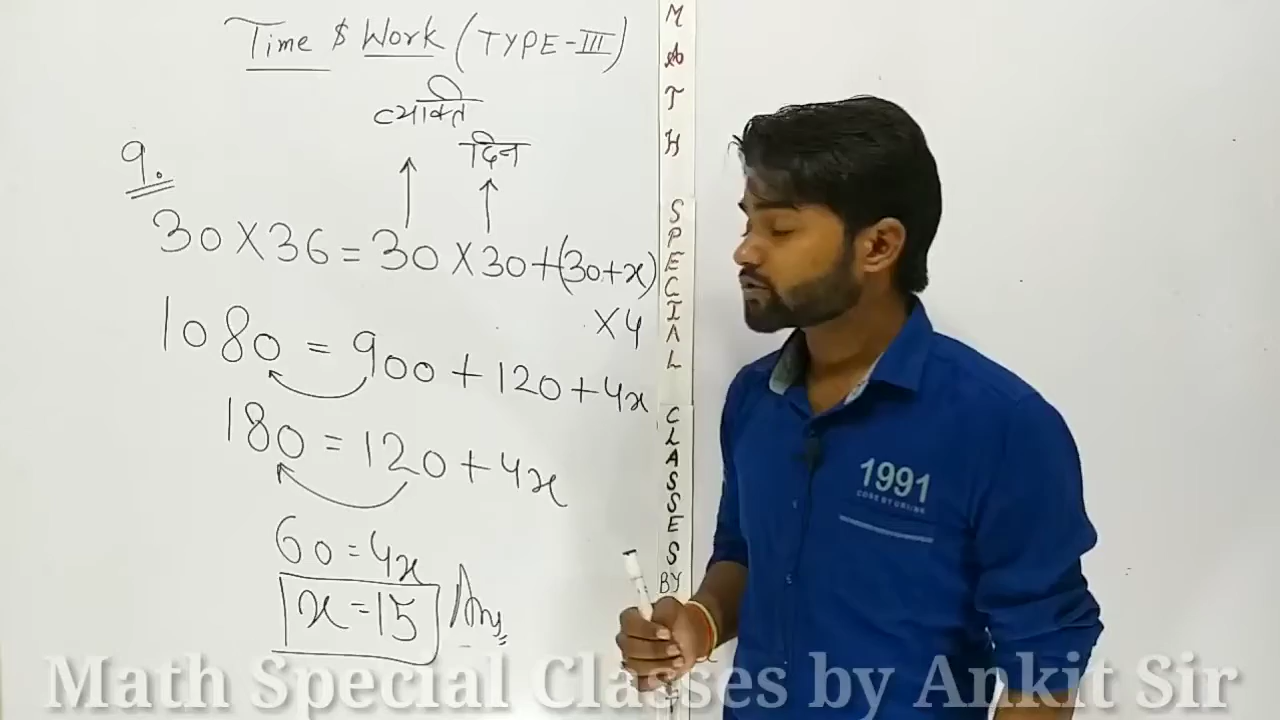 Time $ Work (TYPE-III)
व्यक्ति
दिन
9.
30 X 36 = 30 X 30 + (30+x)
X 4
1080 = 900 + 120 + 4x
180 = 120 + 4x
60 = 4x
x = 15 Ans
MATH SPECIAL CLASSES BY
1991
Math Special Classes by Ankit Sir